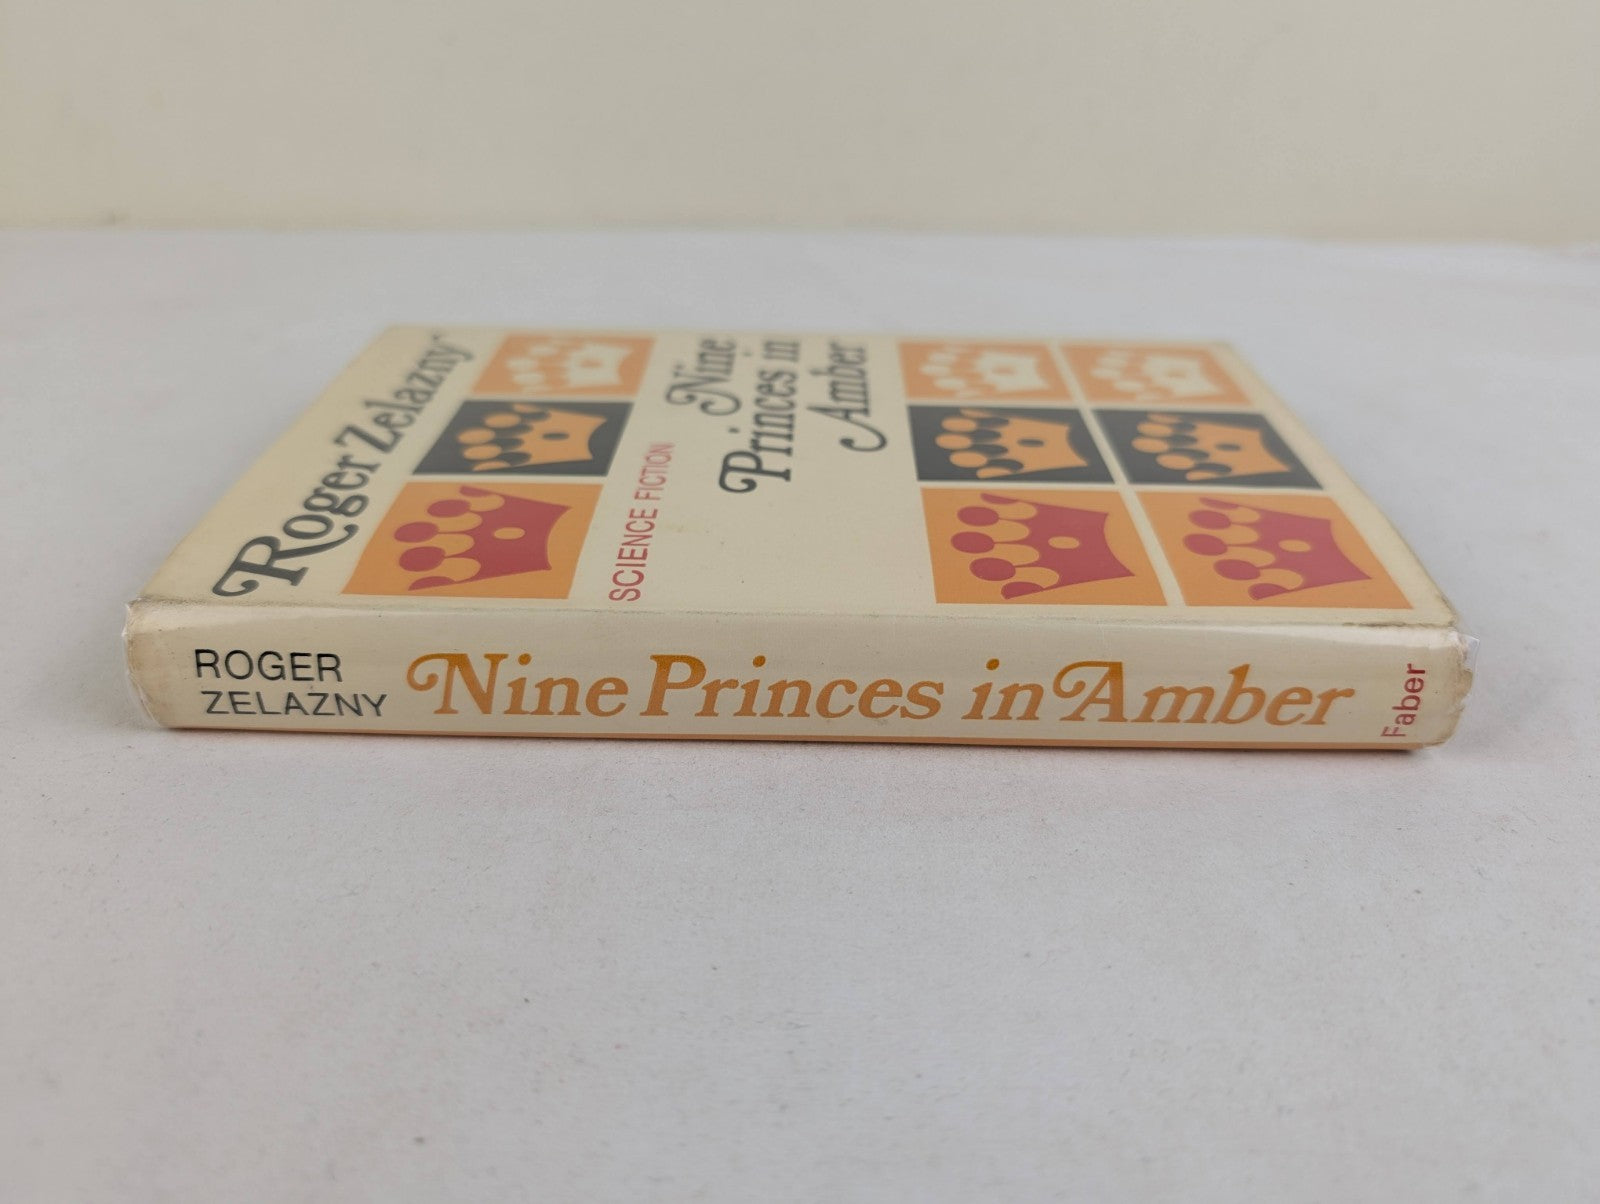 Roger Zelazny
SCIENCE FICTION
Nine
Princes in
Amber
ROGER
ZELAZNY
Nine Princes in Amber
Faber